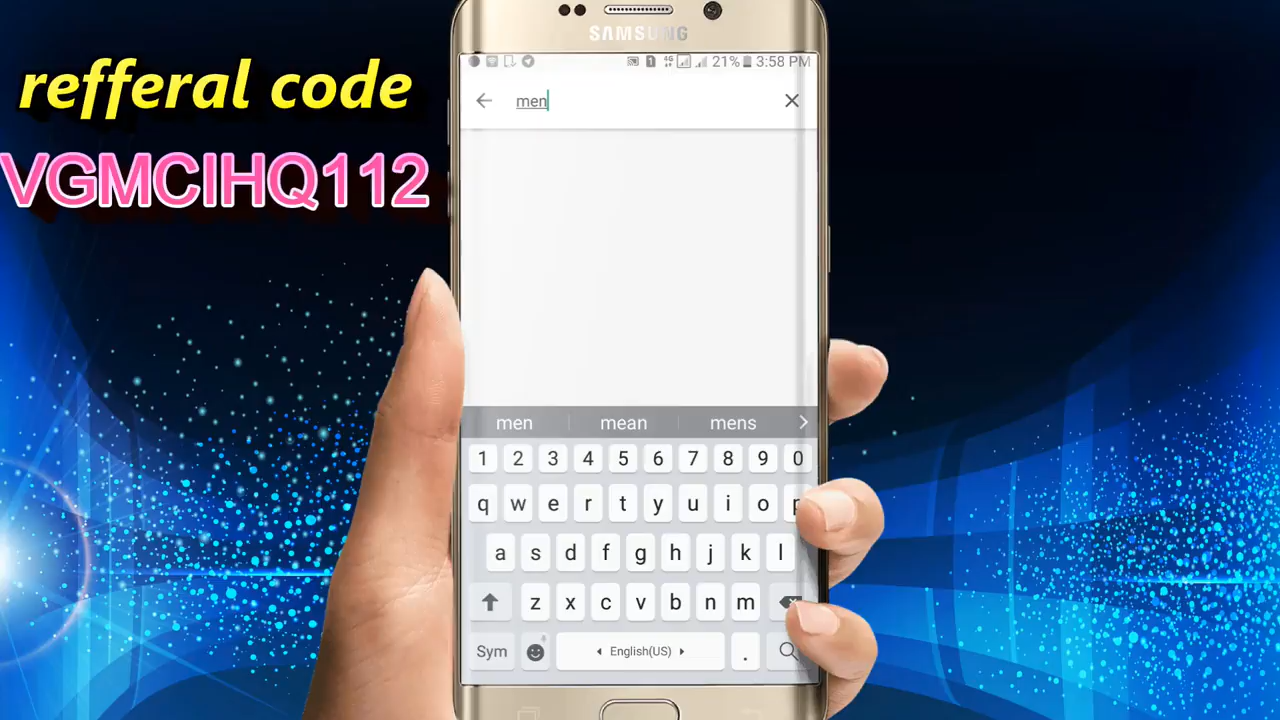 refferal code
VGMCIHQ112
SAMSUNG
4G 21% 3:58 PM
men
men mean mens
1 2 3 4 5 6 7 8 9 0
q w e r t y u i o p
a s d f g h j k l
z x c v b n m
Sym English(US) .